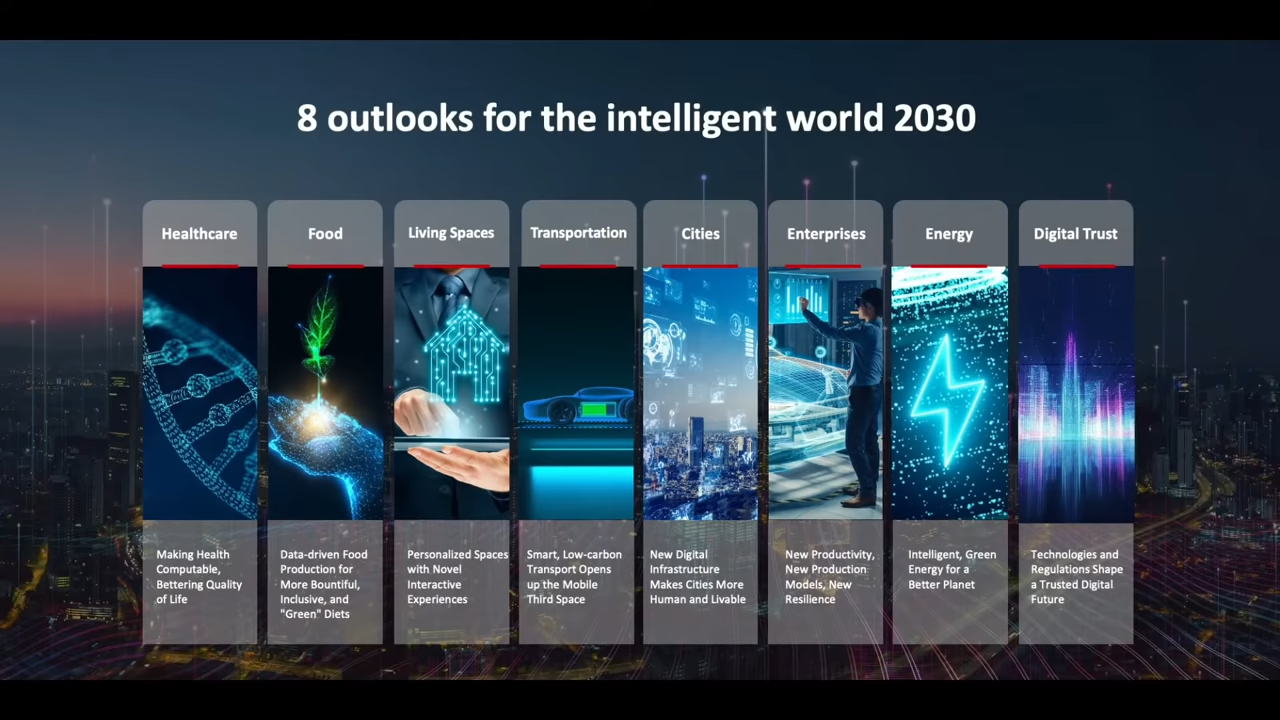 8 outlooks for the intelligent world 2030
Healthcare
Making Health
Computable,
Bettering Quality
of Life
Food
Data-driven Food
Production for
More Bountiful,
Inclusive, and
"Green" Diets
Living Spaces
Personalized Spaces
with Novel
Interactive
Experiences
Transportation
Smart, Low-carbon
Transport Opens
up the Mobile
Third Space
Cities
New Digital
Infrastructure
Makes Cities More
Human and Livable
Enterprises
New Productivity,
New Production
Models, New
Resilience
Energy
Intelligent, Green
Energy for a
Better Planet
Digital Trust
Technologies and
Regulations Shape
a Trusted Digital
Future